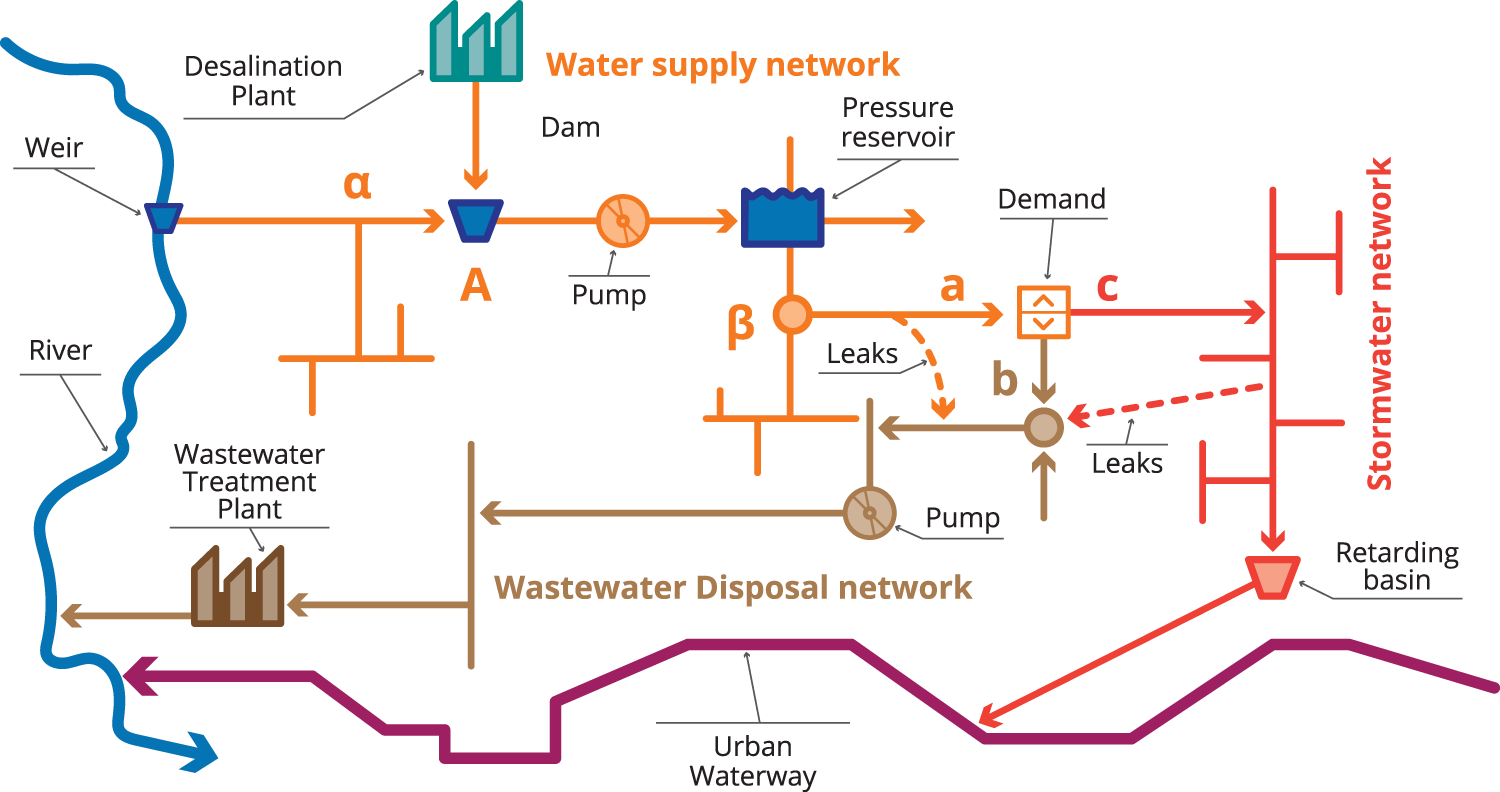 Desalination
Plant
Water supply network
Dam
Pressure
reservoir
Weir
α
Demand
A
Pump
a
c
β
Stormwater network
River
Leaks
b
Wastewater
Treatment
Plant
Leaks
Pump
Retarding
basin
Wastewater Disposal network
Urban
Waterway